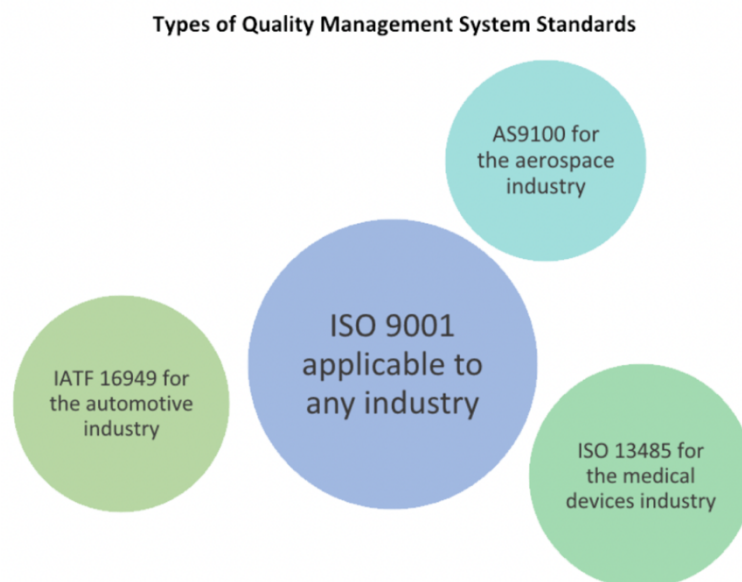 Types of Quality Management System Standards
AS9100 for
the aerospace
industry
ISO 9001
applicable to
any industry
IATF 16949 for
the automotive
industry
ISO 13485 for
the medical
devices industry